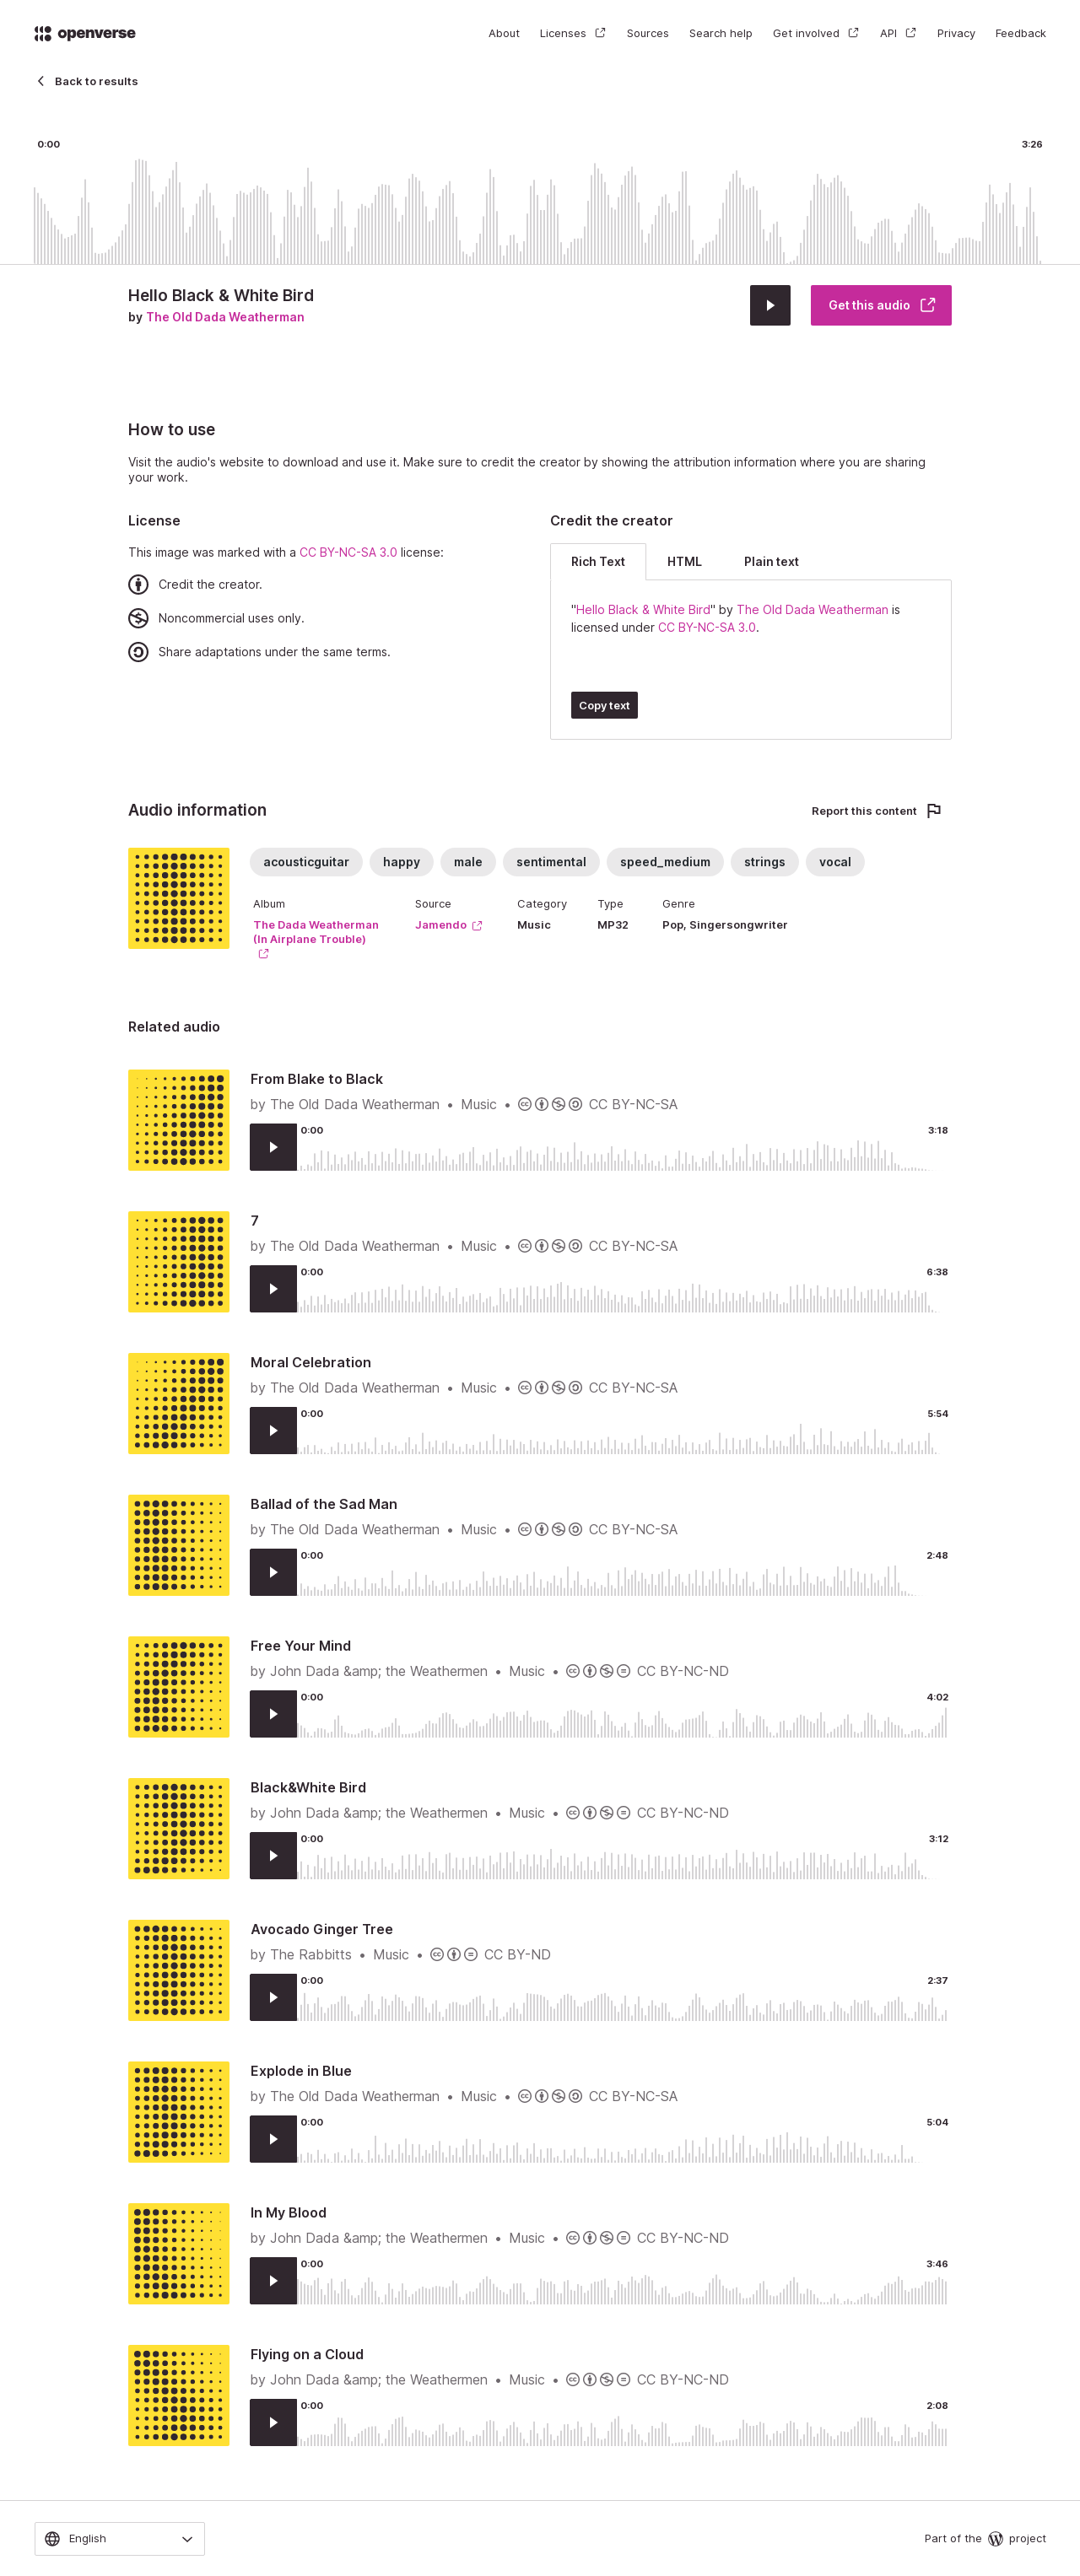 openverse
About
Licenses
Sources
Search help
Get involved
API
Privacy
Feedback
Back to results
0:00
3:26
Hello Black & White Bird
by The Old Dada Weatherman
Get this audio
How to use
Visit the audio's website to download and use it. Make sure to credit the creator by showing the attribution information where you are sharing
your work.
License
This image was marked with a CC BY-NC-SA 3.0 license:
Credit the creator.
Noncommercial uses only.
Share adaptations under the same terms.
Credit the creator
Rich Text
HTML
Plain text
"Hello Black & White Bird" by The Old Dada Weatherman is
licensed under CC BY-NC-SA 3.0.
Copy text
Audio information
Report this content
acousticguitar
happy
male
sentimental
speed_medium
strings
vocal
Album
The Dada Weatherman
(In Airplane Trouble)
Source
Jamendo
Category
Music
Type
MP32
Genre
Pop, Singersongwriter
Related audio
From Blake to Black
by The Old Dada Weatherman • Music • CC BY-NC-SA
0:00
3:18
7
by The Old Dada Weatherman • Music • CC BY-NC-SA
0:00
6:38
Moral Celebration
by The Old Dada Weatherman • Music • CC BY-NC-SA
0:00
5:54
Ballad of the Sad Man
by The Old Dada Weatherman • Music • CC BY-NC-SA
0:00
2:48
Free Your Mind
by John Dada &amp; the Weathermen • Music • CC BY-NC-ND
0:00
4:02
Black&White Bird
by John Dada &amp; the Weathermen • Music • CC BY-NC-ND
0:00
3:12
Avocado Ginger Tree
by The Rabbitts • Music • CC BY-ND
0:00
2:37
Explode in Blue
by The Old Dada Weatherman • Music • CC BY-NC-SA
0:00
5:04
In My Blood
by John Dada &amp; the Weathermen • Music • CC BY-NC-ND
0:00
3:46
Flying on a Cloud
by John Dada &amp; the Weathermen • Music • CC BY-NC-ND
0:00
2:08
English
Part of the project